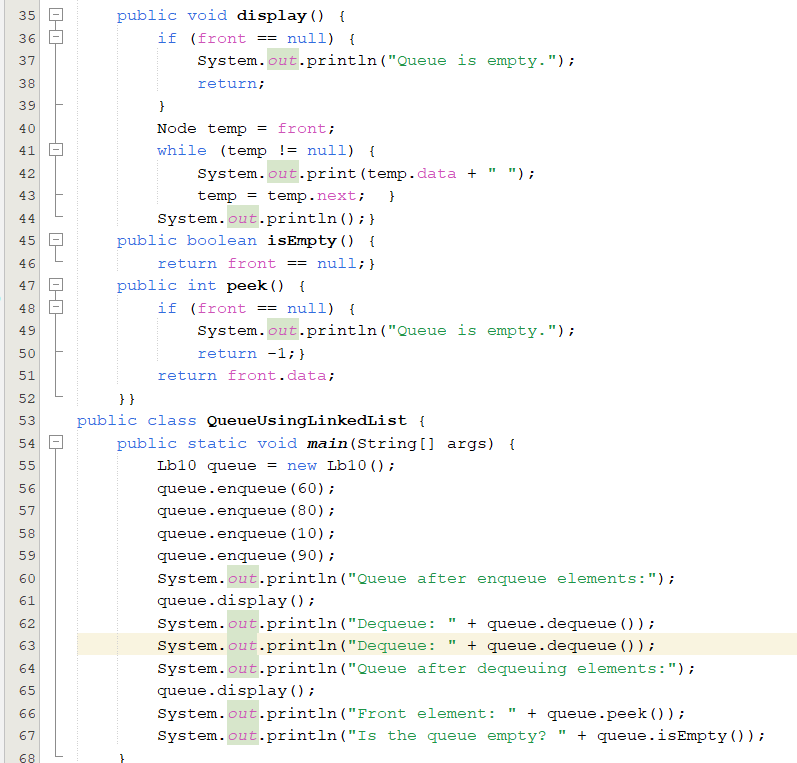 35 public void display() {
36 if (front == null) {
37 System.out.println("Queue is empty.");
38 return;
39 }
40 Node temp = front;
41 while (temp != null) {
42 System.out.print(temp.data + " ");
43 temp = temp.next;  }
44 System.out.println();}
45 public boolean isEmpty() {
46 return front == null;}
47 public int peek() {
48 if (front == null) {
49 System.out.println("Queue is empty.");
50 return -1;}
51 return front.data;
52 }}
53 public class QueueUsingLinkedList {
54 public static void main(String[] args) {
55 Lb10 queue = new Lb10();
56 queue.enqueue(60);
57 queue.enqueue(80);
58 queue.enqueue(10);
59 queue.enqueue(90);
60 System.out.println("Queue after enqueue elements:");
61 queue.display();
62 System.out.println("Dequeue: " + queue.dequeue());
63 System.out.println("Dequeue: " + queue.dequeue());
64 System.out.println("Queue after dequeuing elements:");
65 queue.display();
66 System.out.println("Front element: " + queue.peek());
67 System.out.println("Is the queue empty? " + queue.isEmpty());
68 }